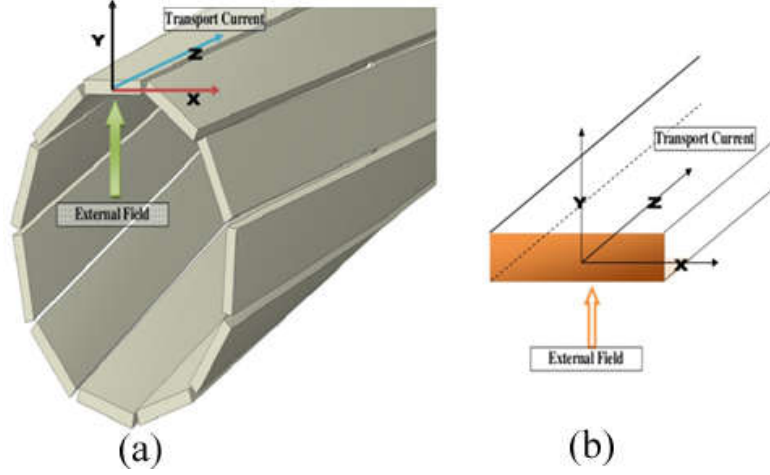 Transport Current
Y
Z
X
External Field
Transport Current
Y
Z
X
External Field
(a)
(b)